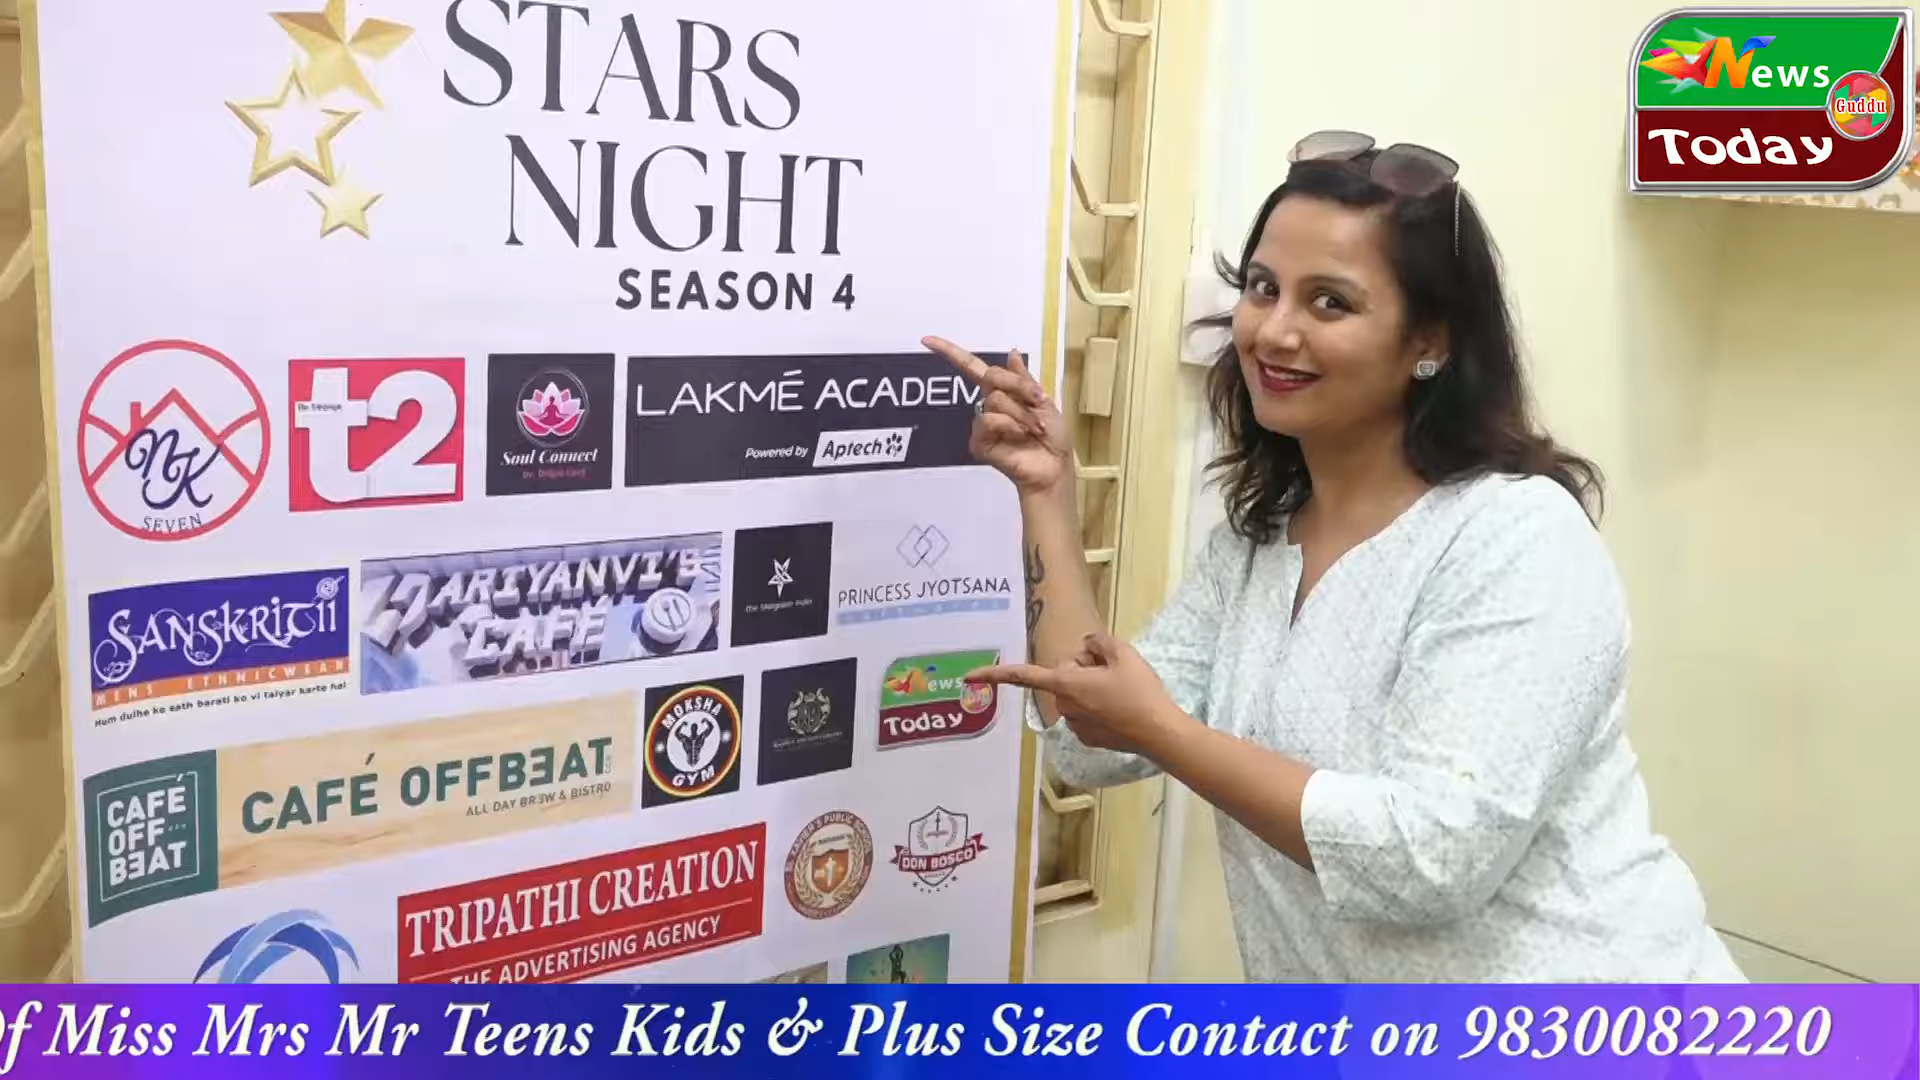 STARS
NIGHT
SEASON 4
News
Guddu
Today
NK
SEVEN
t2
Soul Connect
LAKMÉ ACADEM
Powered by Aptech
SANSKRITII
MENS ETHNICWEAR
Hum dulhe ko sath barati ko vi taiyar karte hai
HARIYANVI'S
CAFE
PRINCESS JYOTSANA
News
Today
MOKSHA
GYM
CAFÉ
OFF
BEAT
CAFÉ OFFBEAT
ALL DAY BREW & BISTRO
DON BOSCO
TRIPATHI CREATION
THE ADVERTISING AGENCY
Of Miss Mrs Mr Teens Kids & Plus Size Contact on 9830082220